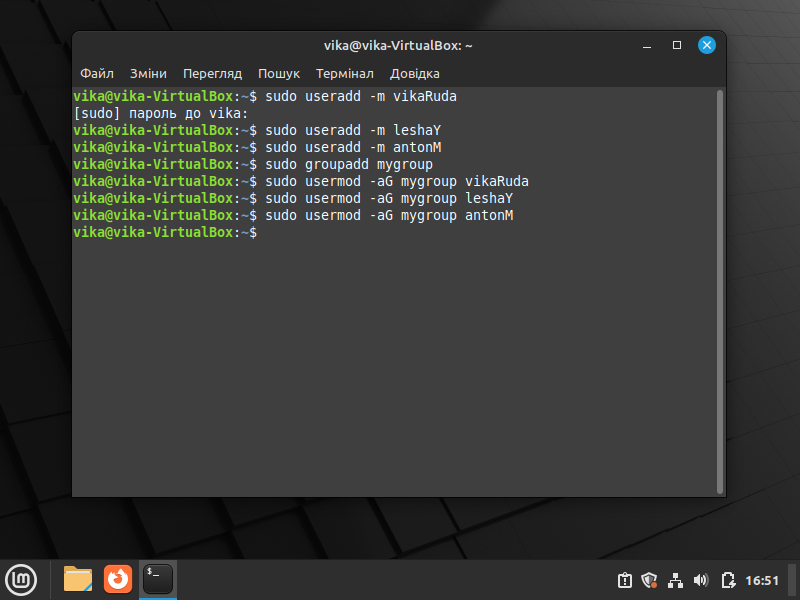 vika@vika-VirtualBox: ~
Файл Зміни Перегляд Пошук Термінал Довідка
vika@vika-VirtualBox:~$ sudo useradd -m vikaRuda
[sudo] пароль до vika:
vika@vika-VirtualBox:~$ sudo useradd -m leshaY
vika@vika-VirtualBox:~$ sudo useradd -m antonM
vika@vika-VirtualBox:~$ sudo groupadd mygroup
vika@vika-VirtualBox:~$ sudo usermod -aG mygroup vikaRuda
vika@vika-VirtualBox:~$ sudo usermod -aG mygroup leshaY
vika@vika-VirtualBox:~$ sudo usermod -aG mygroup antonM
vika@vika-VirtualBox:~$
16:51